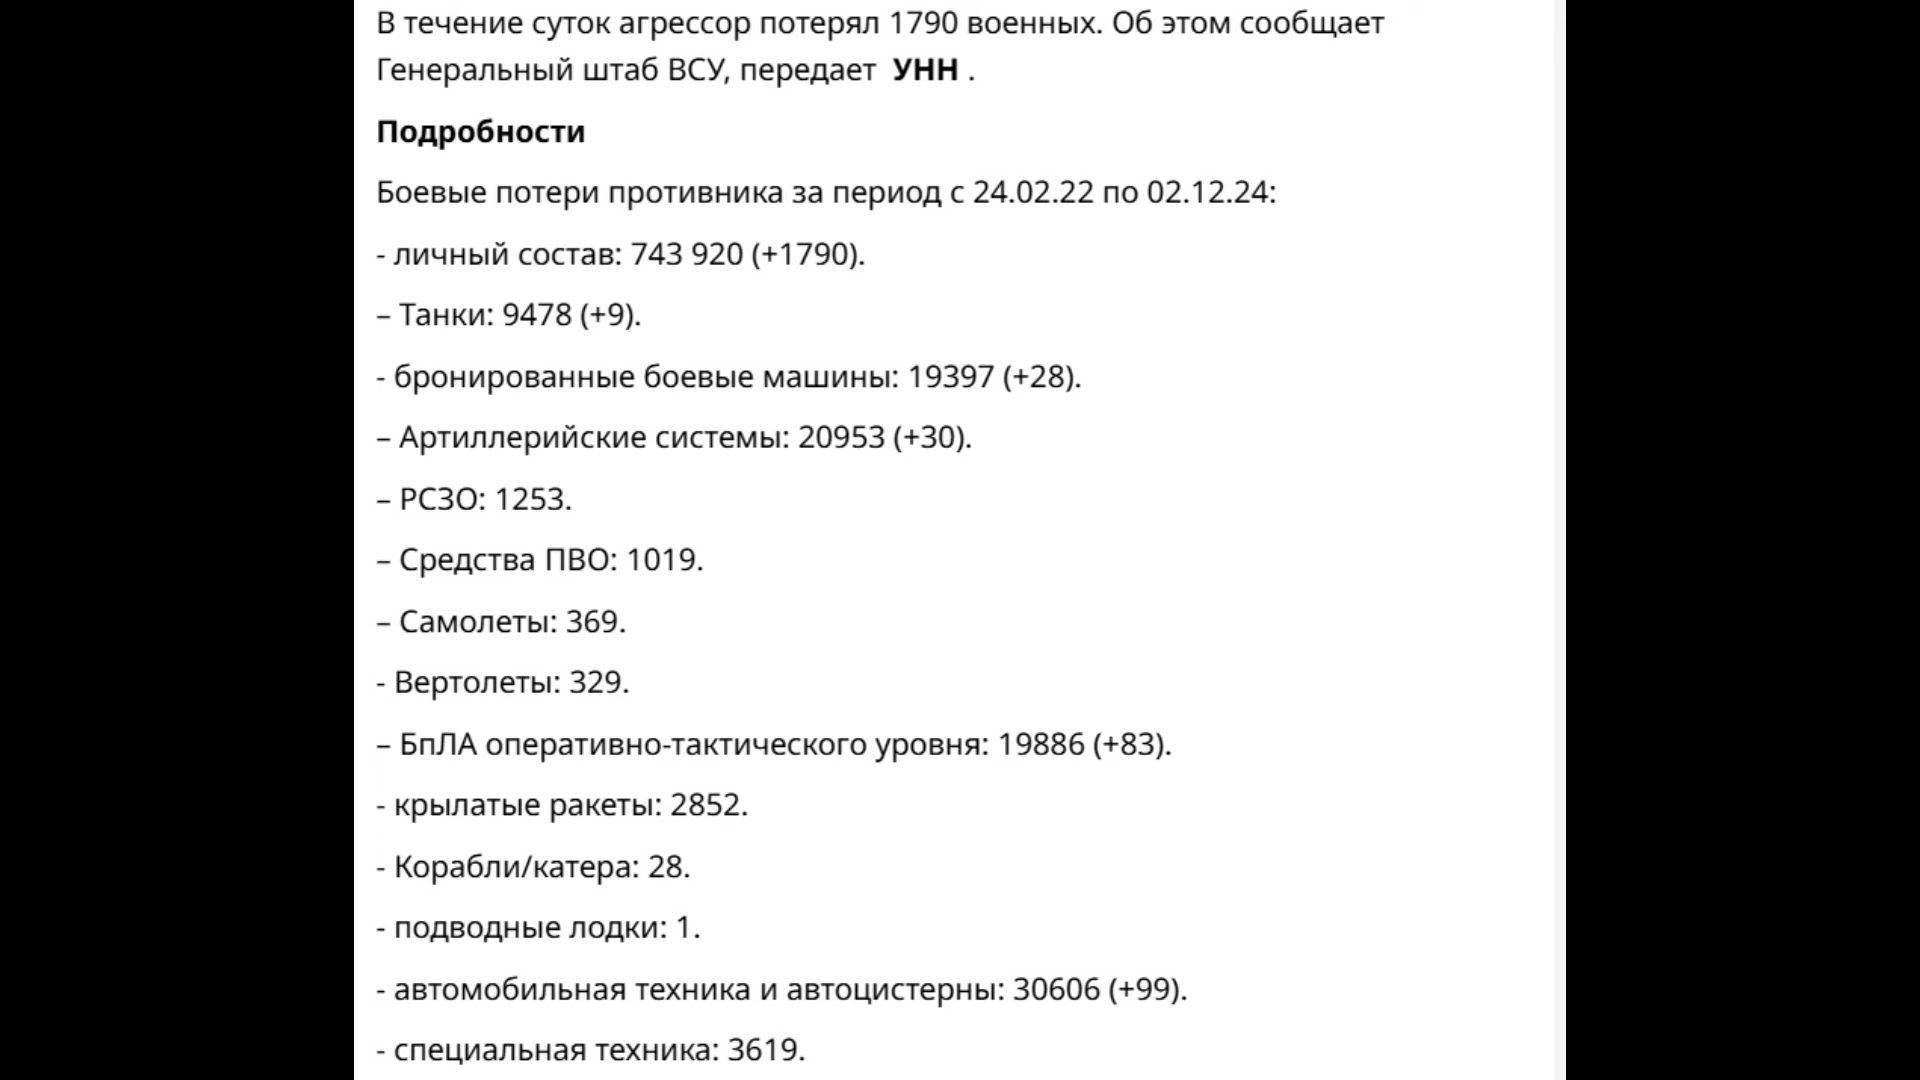 В течение суток агрессор потерял 1790 военных. Об этом сообщает
Генеральный штаб ВСУ, передает УНН .
Подробности
Боевые потери противника за период с 24.02.22 по 02.12.24:
- личный состав: 743 920 (+1790).
– Танки: 9478 (+9).
- бронированные боевые машины: 19397 (+28).
– Артиллерийские системы: 20953 (+30).
– РСЗО: 1253.
– Средства ПВО: 1019.
– Самолеты: 369.
- Вертолеты: 329.
– БпЛА оперативно-тактического уровня: 19886 (+83).
- крылатые ракеты: 2852.
- Корабли/катера: 28.
- подводные лодки: 1.
- автомобильная техника и автоцистерны: 30606 (+99).
- специальная техника: 3619.